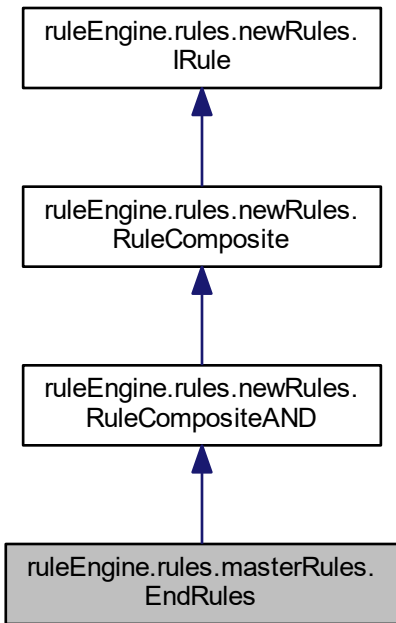 ruleEngine.rules.newRules.
IRule
ruleEngine.rules.newRules.
RuleComposite
ruleEngine.rules.newRules.
RuleCompositeAND
ruleEngine.rules.masterRules.
EndRules